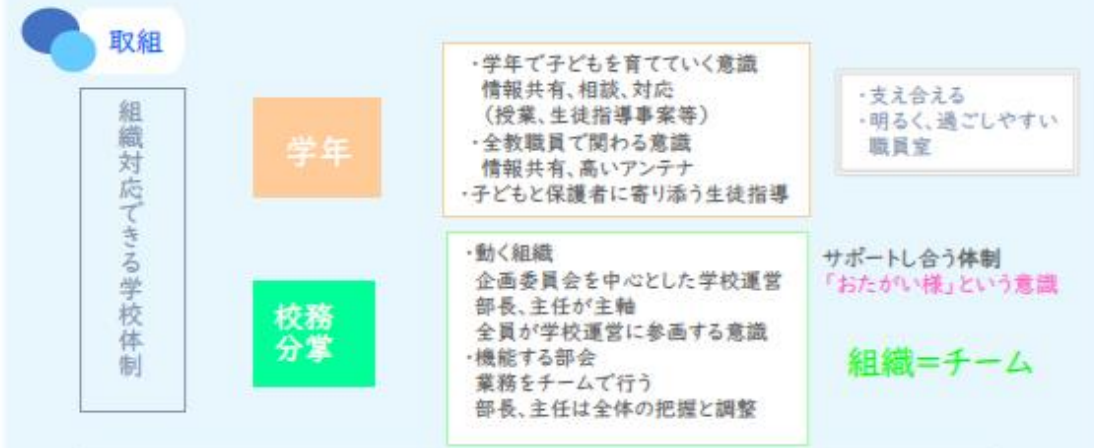 取組
組織対応できる学校体制
学年
・学年で子どもを育てていく意識
情報共有、相談、対応
（授業、生徒指導事案等）
・全教職員で関わる意識
情報共有、高いアンテナ
・子どもと保護者に寄り添う生徒指導
・支え合える
・明るく、過ごしやすい
職員室
校務
分掌
・動く組織
企画委員会を中心とした学校運営
部長、主任が主軸
全員が学校運営に参画する意識
・機能する部会
業務をチームで行う
部長、主任は全体の把握と調整
サポートし合う体制
「おたがい様」という意識
組織=チーム